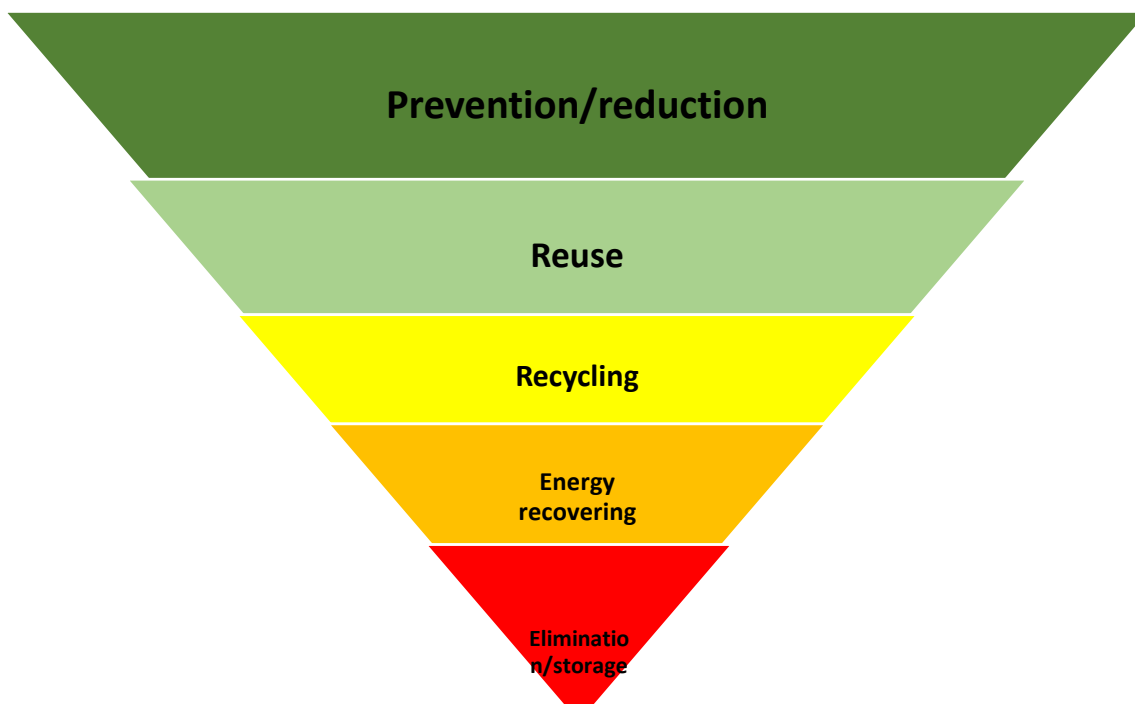 Prevention/reduction
Reuse
Recycling
Energy
recovering
Eliminatio
n/storage